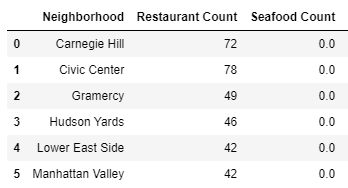 Neighborhood Restaurant Count Seafood Count
0 Carnegie Hill 72 0.0
1 Civic Center 78 0.0
2 Gramercy 49 0.0
3 Hudson Yards 46 0.0
4 Lower East Side 42 0.0
5 Manhattan Valley 42 0.0